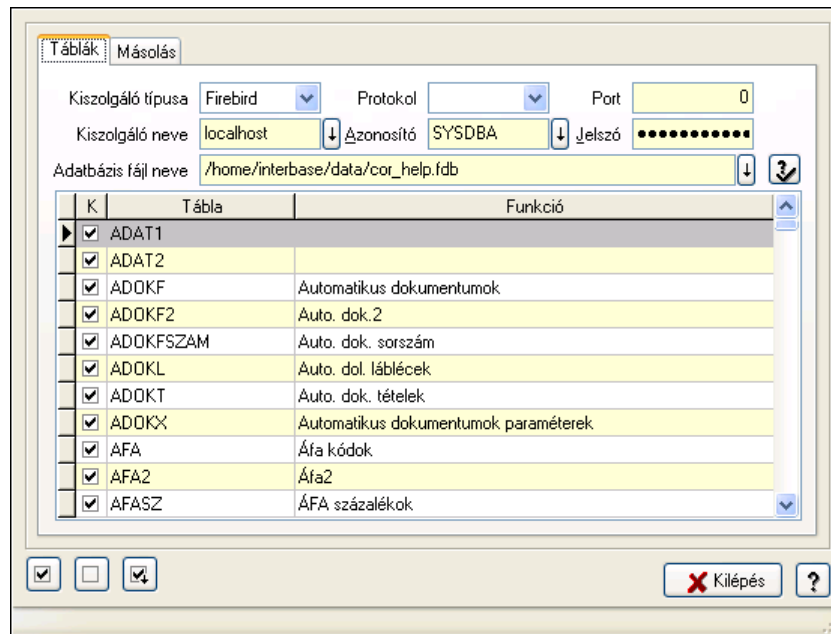 Táblák Másolás
Kiszolgáló típusa Firebird Protokol Port 0
Kiszolgáló neve localhost Azonosító SYSDBA Jelszó ●●●●●●●●●●●
Adatbázis fájl neve /home/interbase/data/cor_help.fdb
K Tábla Funkció
ADAT1
ADAT2
ADOKF Automatikus dokumentumok
ADOKF2 Auto. dok.2
ADOKFSZAM Auto. dok. sorszám
ADOKL Auto. dol. láblécek
ADOKT Auto. dok. tételek
ADOKX Automatikus dokumentumok paraméterek
AFA Áfa kódok
AFA2 Áfa2
AFASZ ÁFA százalékok
Kilépés ?